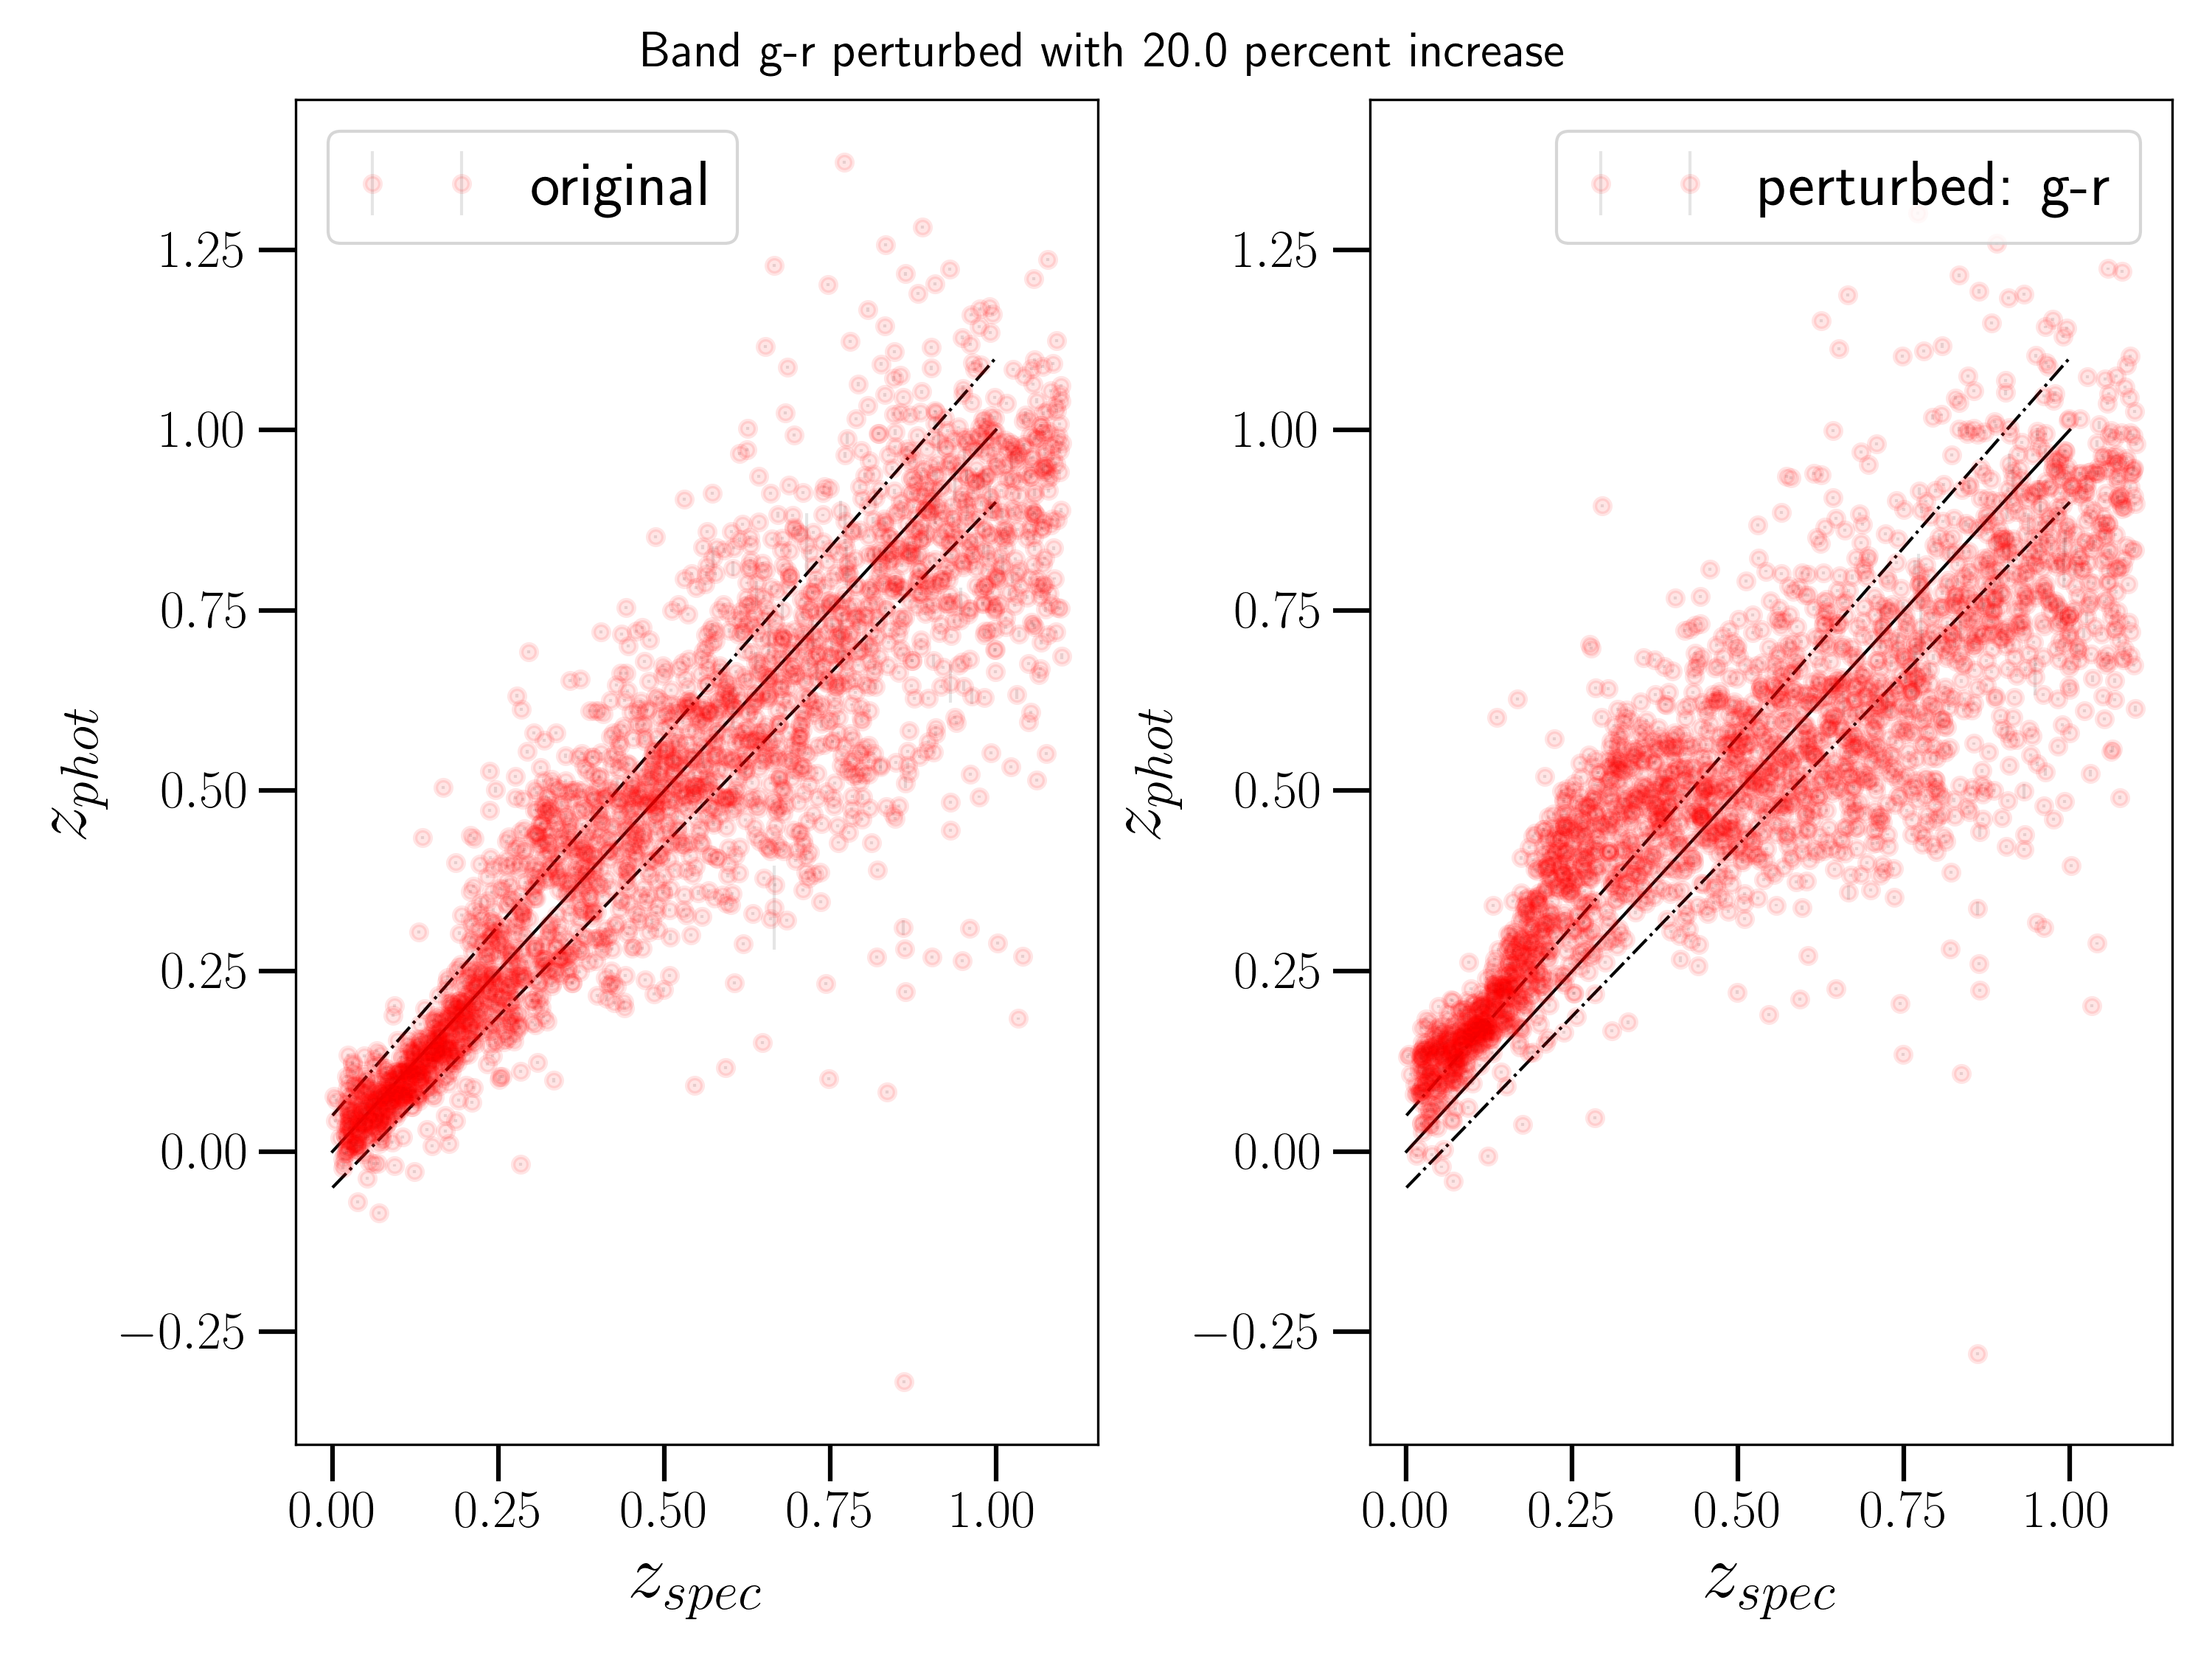 Band g-r perturbed with 20.0 percent increase
original
1.25
1.00
0.75
0.50
0.25
0.00
−0.25
z_phot
0.00 0.25 0.50 0.75 1.00
z_spec
perturbed: g-r
1.25
1.00
0.75
0.50
0.25
0.00
−0.25
z_phot
0.00 0.25 0.50 0.75 1.00
z_spec